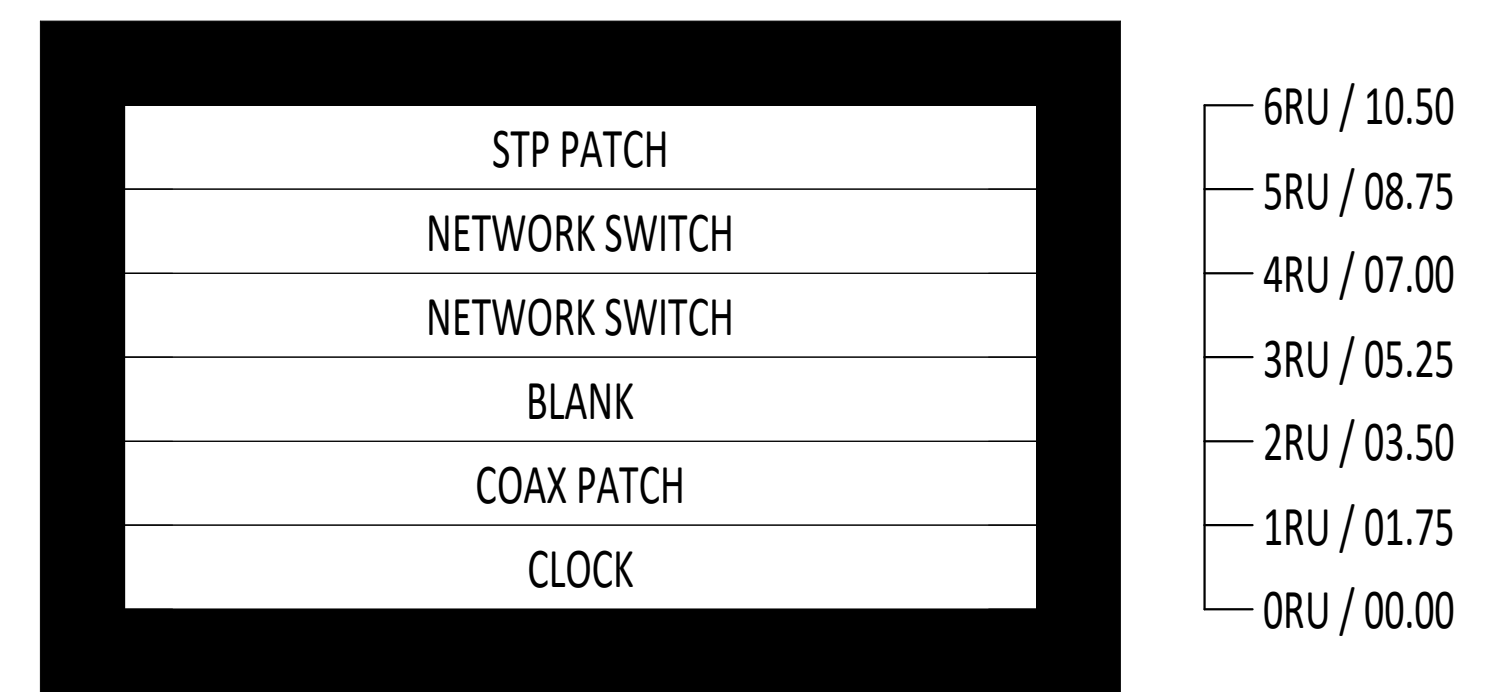 STP PATCH
NETWORK SWITCH
NETWORK SWITCH
BLANK
COAX PATCH
CLOCK
6RU / 10.50
5RU / 08.75
4RU / 07.00
3RU / 05.25
2RU / 03.50
1RU / 01.75
0RU / 00.00